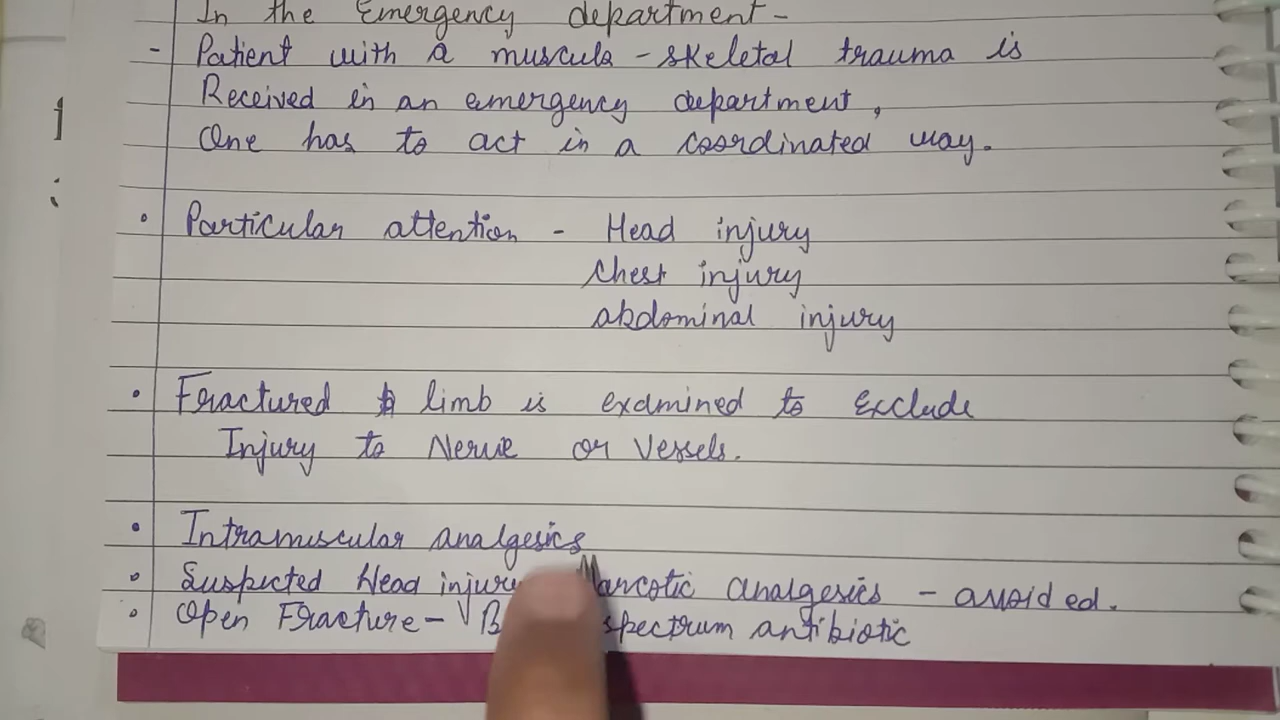 In the Emergency department -
- Patient with a musculo - skeletal trauma is
Received in an emergency department,
One has to act in a coordinated way.
• Particular attention - Head injury
Chest injury
abdominal injury
• Fractured limb is examined to Exclude
Injury to Nerve or Vessels.
• Intramuscular analgesics
• Suspected Head injury Narcotic analgesics - avoided.
• Open Fracture - spectrum antibiotic